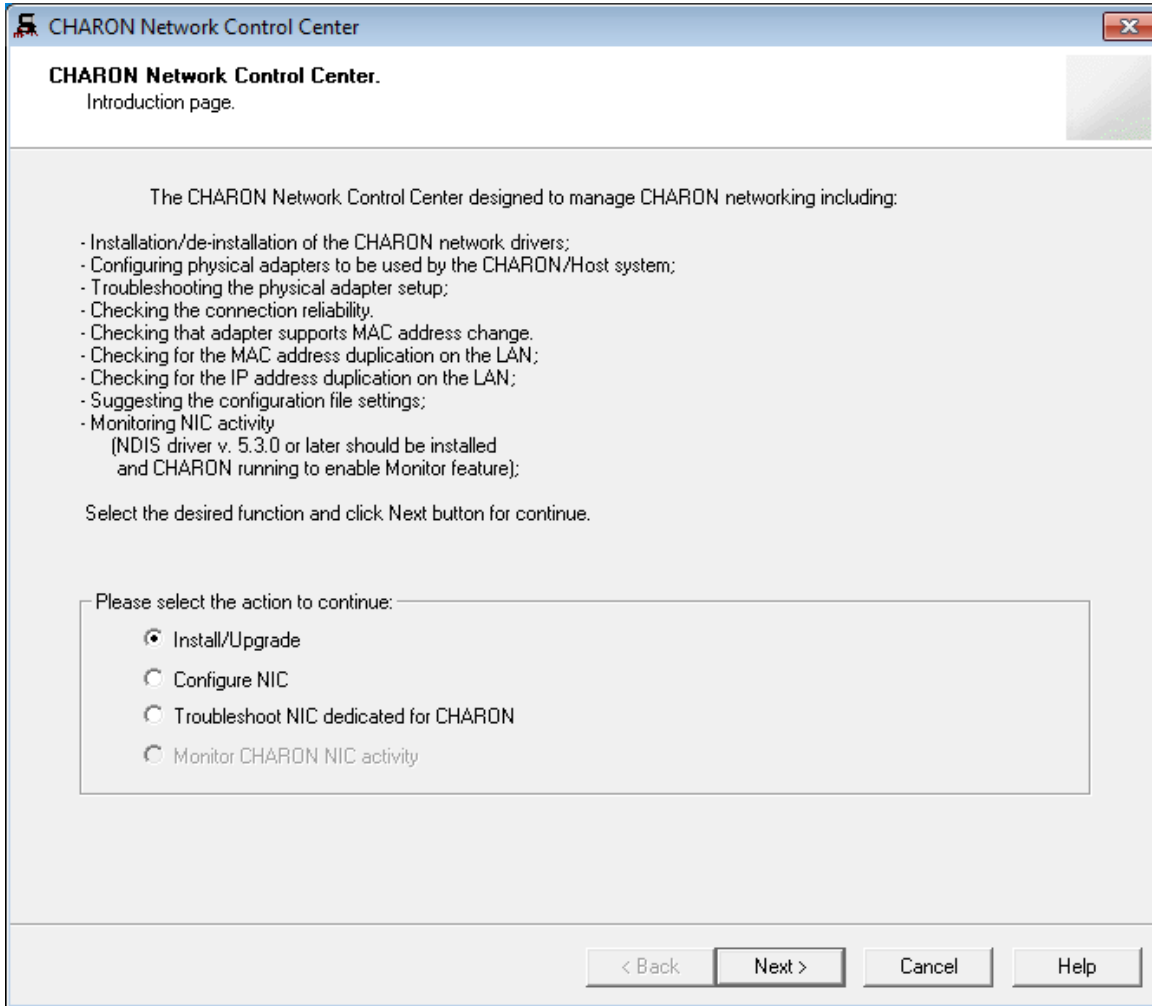 CHARON Network Control Center
CHARON Network Control Center.
Introduction page.
The CHARON Network Control Center designed to manage CHARON networking including:
- Installation/de-installation of the CHARON network drivers;
- Configuring physical adapters to be used by the CHARON/Host system;
- Troubleshooting the physical adapter setup;
- Checking the connection reliability.
- Checking that adapter supports MAC address change.
- Checking for the MAC address duplication on the LAN;
- Checking for the IP address duplication on the LAN;
- Suggesting the configuration file settings;
- Monitoring NIC activity
(NDIS driver v. 5.3.0 or later should be installed
and CHARON running to enable Monitor feature);
Select the desired function and click Next button for continue.
Please select the action to continue:
Install/Upgrade
Configure NIC
Troubleshoot NIC dedicated for CHARON
Monitor CHARON NIC activity
< Back Next > Cancel Help